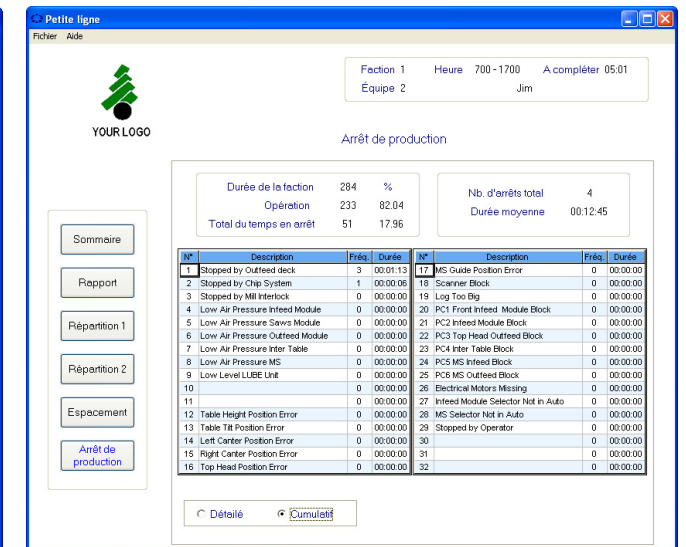 Petite ligne
Fichier Aide
Faction 1 Heure 700-1700 A compléter 05:01
Équipe 2 Jim
YOUR LOGO
Arrêt de production
Durée de la faction 284 %
Opération 233 82.04
Total du temps en arrêt 51 17.96
Nb. d'arrêts total 4
Durée moyenne 00:12:45
Sommaire
Rapport
Répartition 1
Répartition 2
Espacement
Arrêt de
production
N° Description Fréq. Durée N° Description Fréq. Durée
1 Stopped by Outfeed deck 3 00:01:13 17 MS Guide Position Error 0 00:00:00
2 Stopped by Chip System 1 00:00:06 18 Scanner Block 0 00:00:00
3 Stopped by Mill Interlock 0 00:00:00 19 Log Too Big 0 00:00:00
4 Low Air Pressure Infeed Module 0 00:00:00 20 PC1 Front Infeed Module Block 0 00:00:00
5 Low Air Pressure Saws Module 0 00:00:00 21 PC2 Infeed Module Block 0 00:00:00
6 Low Air Pressure Outfeed Module 0 00:00:00 22 PC3 Top Head Outfeed Block 0 00:00:00
7 Low Air Pressure Inter Table 0 00:00:00 23 PC4 Inter Table Block 0 00:00:00
8 Low Air Pressure MS 0 00:00:00 24 PC5 MS Infeed Block 0 00:00:00
9 Low Level LUBE Unit 0 00:00:00 25 PC6 MS Outfeed Block 0 00:00:00
10 0 00:00:00 26 Electrical Motors Missing 0 00:00:00
11 0 00:00:00 27 Infeed Module Selector Not in Auto 0 00:00:00
12 Table Height Position Error 0 00:00:00 28 MS Selector Not in Auto 0 00:00:00
13 Table Tilt Position Error 0 00:00:00 29 Stopped by Operator 0 00:00:00
14 Left Canter Position Error 0 00:00:00 30 0 00:00:00
15 Right Canter Position Error 0 00:00:00 31 0 00:00:00
16 Top Head Position Error 0 00:00:00 32 0 00:00:00
Détailé Cumulatif